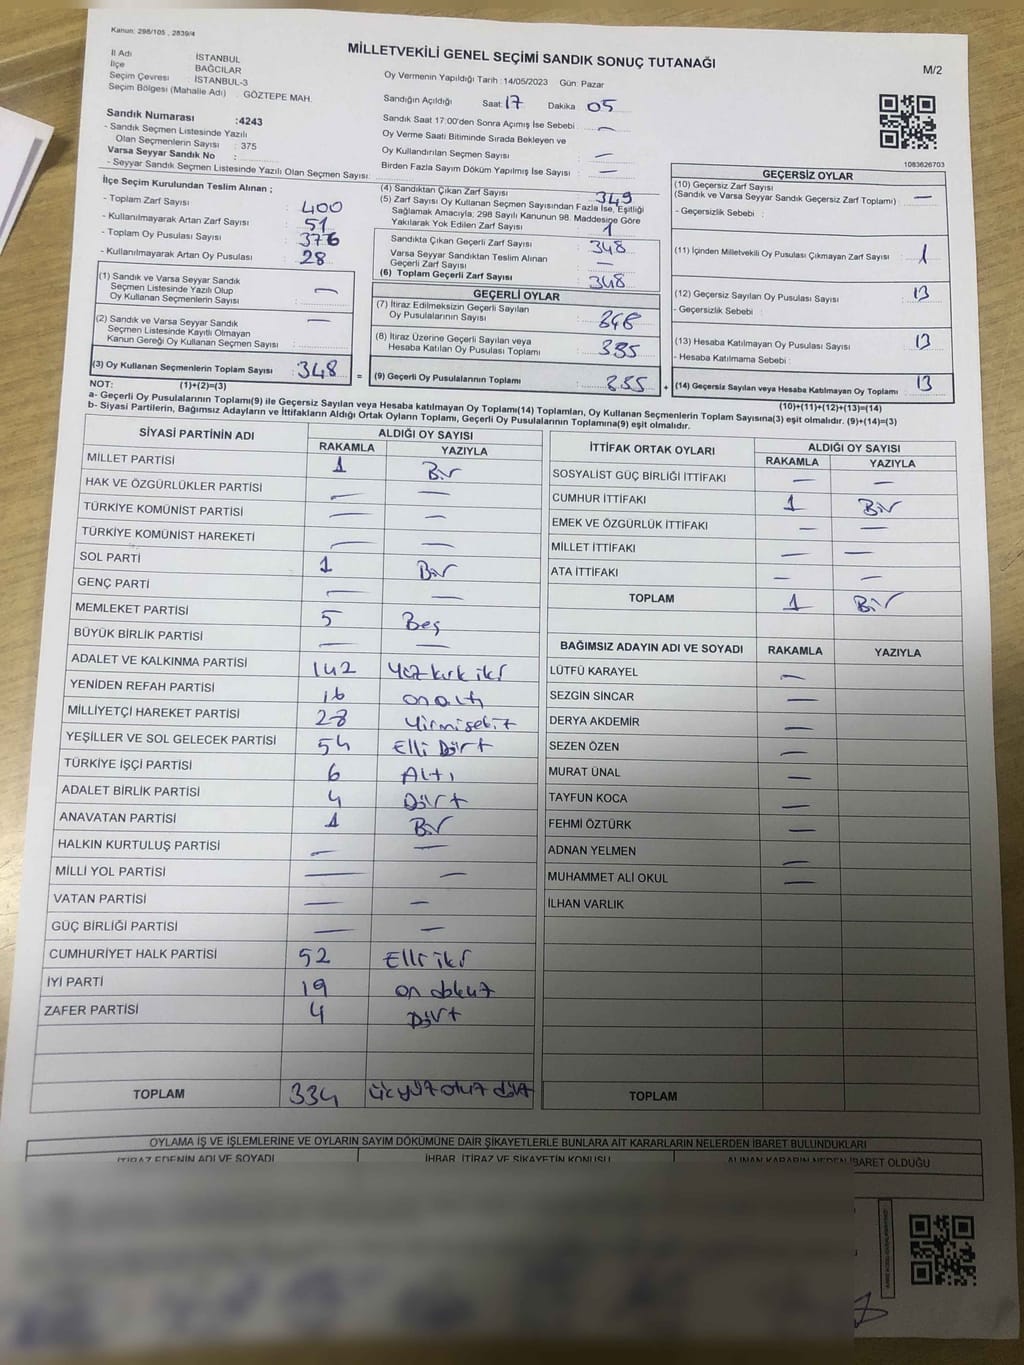 Kanun: 298/105 , 2839/4
MİLLETVEKİLİ GENEL SEÇİMİ SANDIK SONUÇ TUTANAĞI
M/2
İl Adı : İSTANBUL
İlçe : BAĞCILAR
Seçim Çevresi : İSTANBUL-3
Seçim Bölgesi (Mahalle Adı) : GÖZTEPE MAH.
Oy Vermenin Yapıldığı Tarih : 14/05/2023 Gün: Pazar
Sandığın Açıldığı Saat: 17 Dakika 05
Sandık Saat 17:00'den Sonra Açımış İse Sebebi : —
Oy Verme Saati Bitiminde Sırada Bekleyen ve
Oy Kullandırılan Seçmen Sayısı : —
Birden Fazla Sayım Döküm Yapılmış İse Sayısı : —
Sandık Numarası : 4243
- Sandık Seçmen Listesinde Yazılı
Olan Seçmenlerin Sayısı : 375
Varsa Seyyar Sandık No :
- Seyyar Sandık Seçmen Listesinde Yazılı Olan Seçmen Sayısı:
1083626703
İlçe Seçim Kurulundan Teslim Alınan ;
- Toplam Zarf Sayısı : 400
- Kullanılmayarak Artan Zarf Sayısı : 51
- Toplam Oy Pusulası Sayısı : 376
- Kullanılmayarak Artan Oy Pusulası : 28
(1) Sandık ve Varsa Seyyar Sandık
Seçmen Listesinde Yazılı Olup
Oy Kullanan Seçmenlerin Sayısı : —
(2) Sandık ve Varsa Seyyar Sandık
Seçmen Listesinde Kayıtlı Olmayan
Kanun Gereği Oy Kullanan Seçmen Sayısı : —
(3) Oy Kullanan Seçmenlerin Toplam Sayısı : 348
(4) Sandıktan Çıkan Zarf Sayısı : 349
(5) Zarf Sayısı Oy Kullanan Seçmen Sayısından Fazla İse, Eşitliği
Sağlamak Amacıyla; 298 Sayılı Kanunun 98. Maddesine Göre
Yakılarak Yok Edilen Zarf Sayısı : 1
Sandıkta Çıkan Geçerli Zarf Sayısı : 348
Varsa Seyyar Sandıktan Teslim Alınan
Geçerli Zarf Sayısı : —
(6) Toplam Geçerli Zarf Sayısı : 348
GEÇERLİ OYLAR
(7) İtiraz Edilmeksizin Geçerli Sayılan
Oy Pusulalarının Sayısı :
(8) İtiraz Üzerine Geçerli Sayılan veya
Hesaba Katılan Oy Pusulası Toplamı : 335
= (9) Geçerli Oy Pusulalarının Toplamı :
GEÇERSİZ OYLAR
(10) Geçersiz Zarf Sayısı
(Sandık ve Varsa Seyyar Sandık Geçersiz Zarf Toplamı) : —
- Geçersizlik Sebebi :
(11) İçinden Milletvekili Oy Pusulası Çıkmayan Zarf Sayısı : 1
(12) Geçersiz Sayılan Oy Pusulası Sayısı : 13
- Geçersizlik Sebebi :
(13) Hesaba Katılmayan Oy Pusulası Sayısı : 13
- Hesaba Katılmama Sebebi :
+ (14) Geçersiz Sayılan veya Hesaba Katılmayan Oy Toplamı : 13
NOT: (1)+(2)=(3)
(10)+(11)+(12)+(13)=(14)
a- Geçerli Oy Pusulalarının Toplamı(9) ile Geçersiz Sayılan veya Hesaba katılmayan Oy Toplamı(14) Toplamları, Oy Kullanan Seçmenlerin Toplam Sayısına(3) eşit olmalıdır. (9)+(14)=(3)
b- Siyasi Partilerin, Bağımsız Adayların ve İttifakların Aldığı Ortak Oyların Toplamı, Geçerli Oy Pusulalarının Toplamına(9) eşit olmalıdır.
SİYASİ PARTİNİN ADI ALDIĞI OY SAYISI
RAKAMLA YAZIYLA
MİLLET PARTİSİ 1 Bir
HAK VE ÖZGÜRLÜKLER PARTİSİ — —
TÜRKİYE KOMÜNİST PARTİSİ — —
TÜRKİYE KOMÜNİST HAREKETİ — —
SOL PARTİ 1 Bir
GENÇ PARTİ — —
MEMLEKET PARTİSİ 5 Beş
BÜYÜK BİRLİK PARTİSİ — —
ADALET VE KALKINMA PARTİSİ 142 Yüz kırk iki
YENİDEN REFAH PARTİSİ 16 on altı
MİLLİYETÇİ HAREKET PARTİSİ 28 Yirmisekiz
YEŞİLLER VE SOL GELECEK PARTİSİ 54 Elli Dört
TÜRKİYE İŞÇİ PARTİSİ 6 Altı
ADALET BİRLİK PARTİSİ 4 Dört
ANAVATAN PARTİSİ 1 Bir
HALKIN KURTULUŞ PARTİSİ — —
MİLLİ YOL PARTİSİ — —
VATAN PARTİSİ — —
GÜÇ BİRLİĞİ PARTİSİ — —
CUMHURİYET HALK PARTİSİ 52 Elli iki
İYİ PARTİ 19 on dokuz
ZAFER PARTİSİ 4 Dört
TOPLAM 334 üç yüz otuz dört
İTTİFAK ORTAK OYLARI ALDIĞI OY SAYISI
RAKAMLA YAZIYLA
SOSYALİST GÜÇ BİRLİĞİ İTTİFAKI — —
CUMHUR İTTİFAKI 1 Bir
EMEK VE ÖZGÜRLÜK İTTİFAKI — —
MİLLET İTTİFAKI — —
ATA İTTİFAKI — —
TOPLAM 1 Bir
BAĞIMSIZ ADAYIN ADI VE SOYADI RAKAMLA YAZIYLA
LÜTFÜ KARAYEL —
SEZGİN SİNCAR —
DERYA AKDEMİR —
SEZEN ÖZEN —
MURAT ÜNAL —
TAYFUN KOCA —
FEHMİ ÖZTÜRK —
ADNAN YELMEN —
MUHAMMET ALİ OKUL —
İLHAN VARLIK
TOPLAM
OYLAMA İŞ VE İŞLEMLERİNE VE OYLARIN SAYIM DÖKÜMÜNE DAİR ŞİKAYETLERLE BUNLARA AİT KARARLARIN NELERDEN İBARET BULUNDUKLARI
İTİRAZ EDENİN ADI VE SOYADI İHBAR, İTİRAZ VE ŞİKAYETİN KONUSU ALINAN KARARIN NEDEN İBARET OLDUĞU